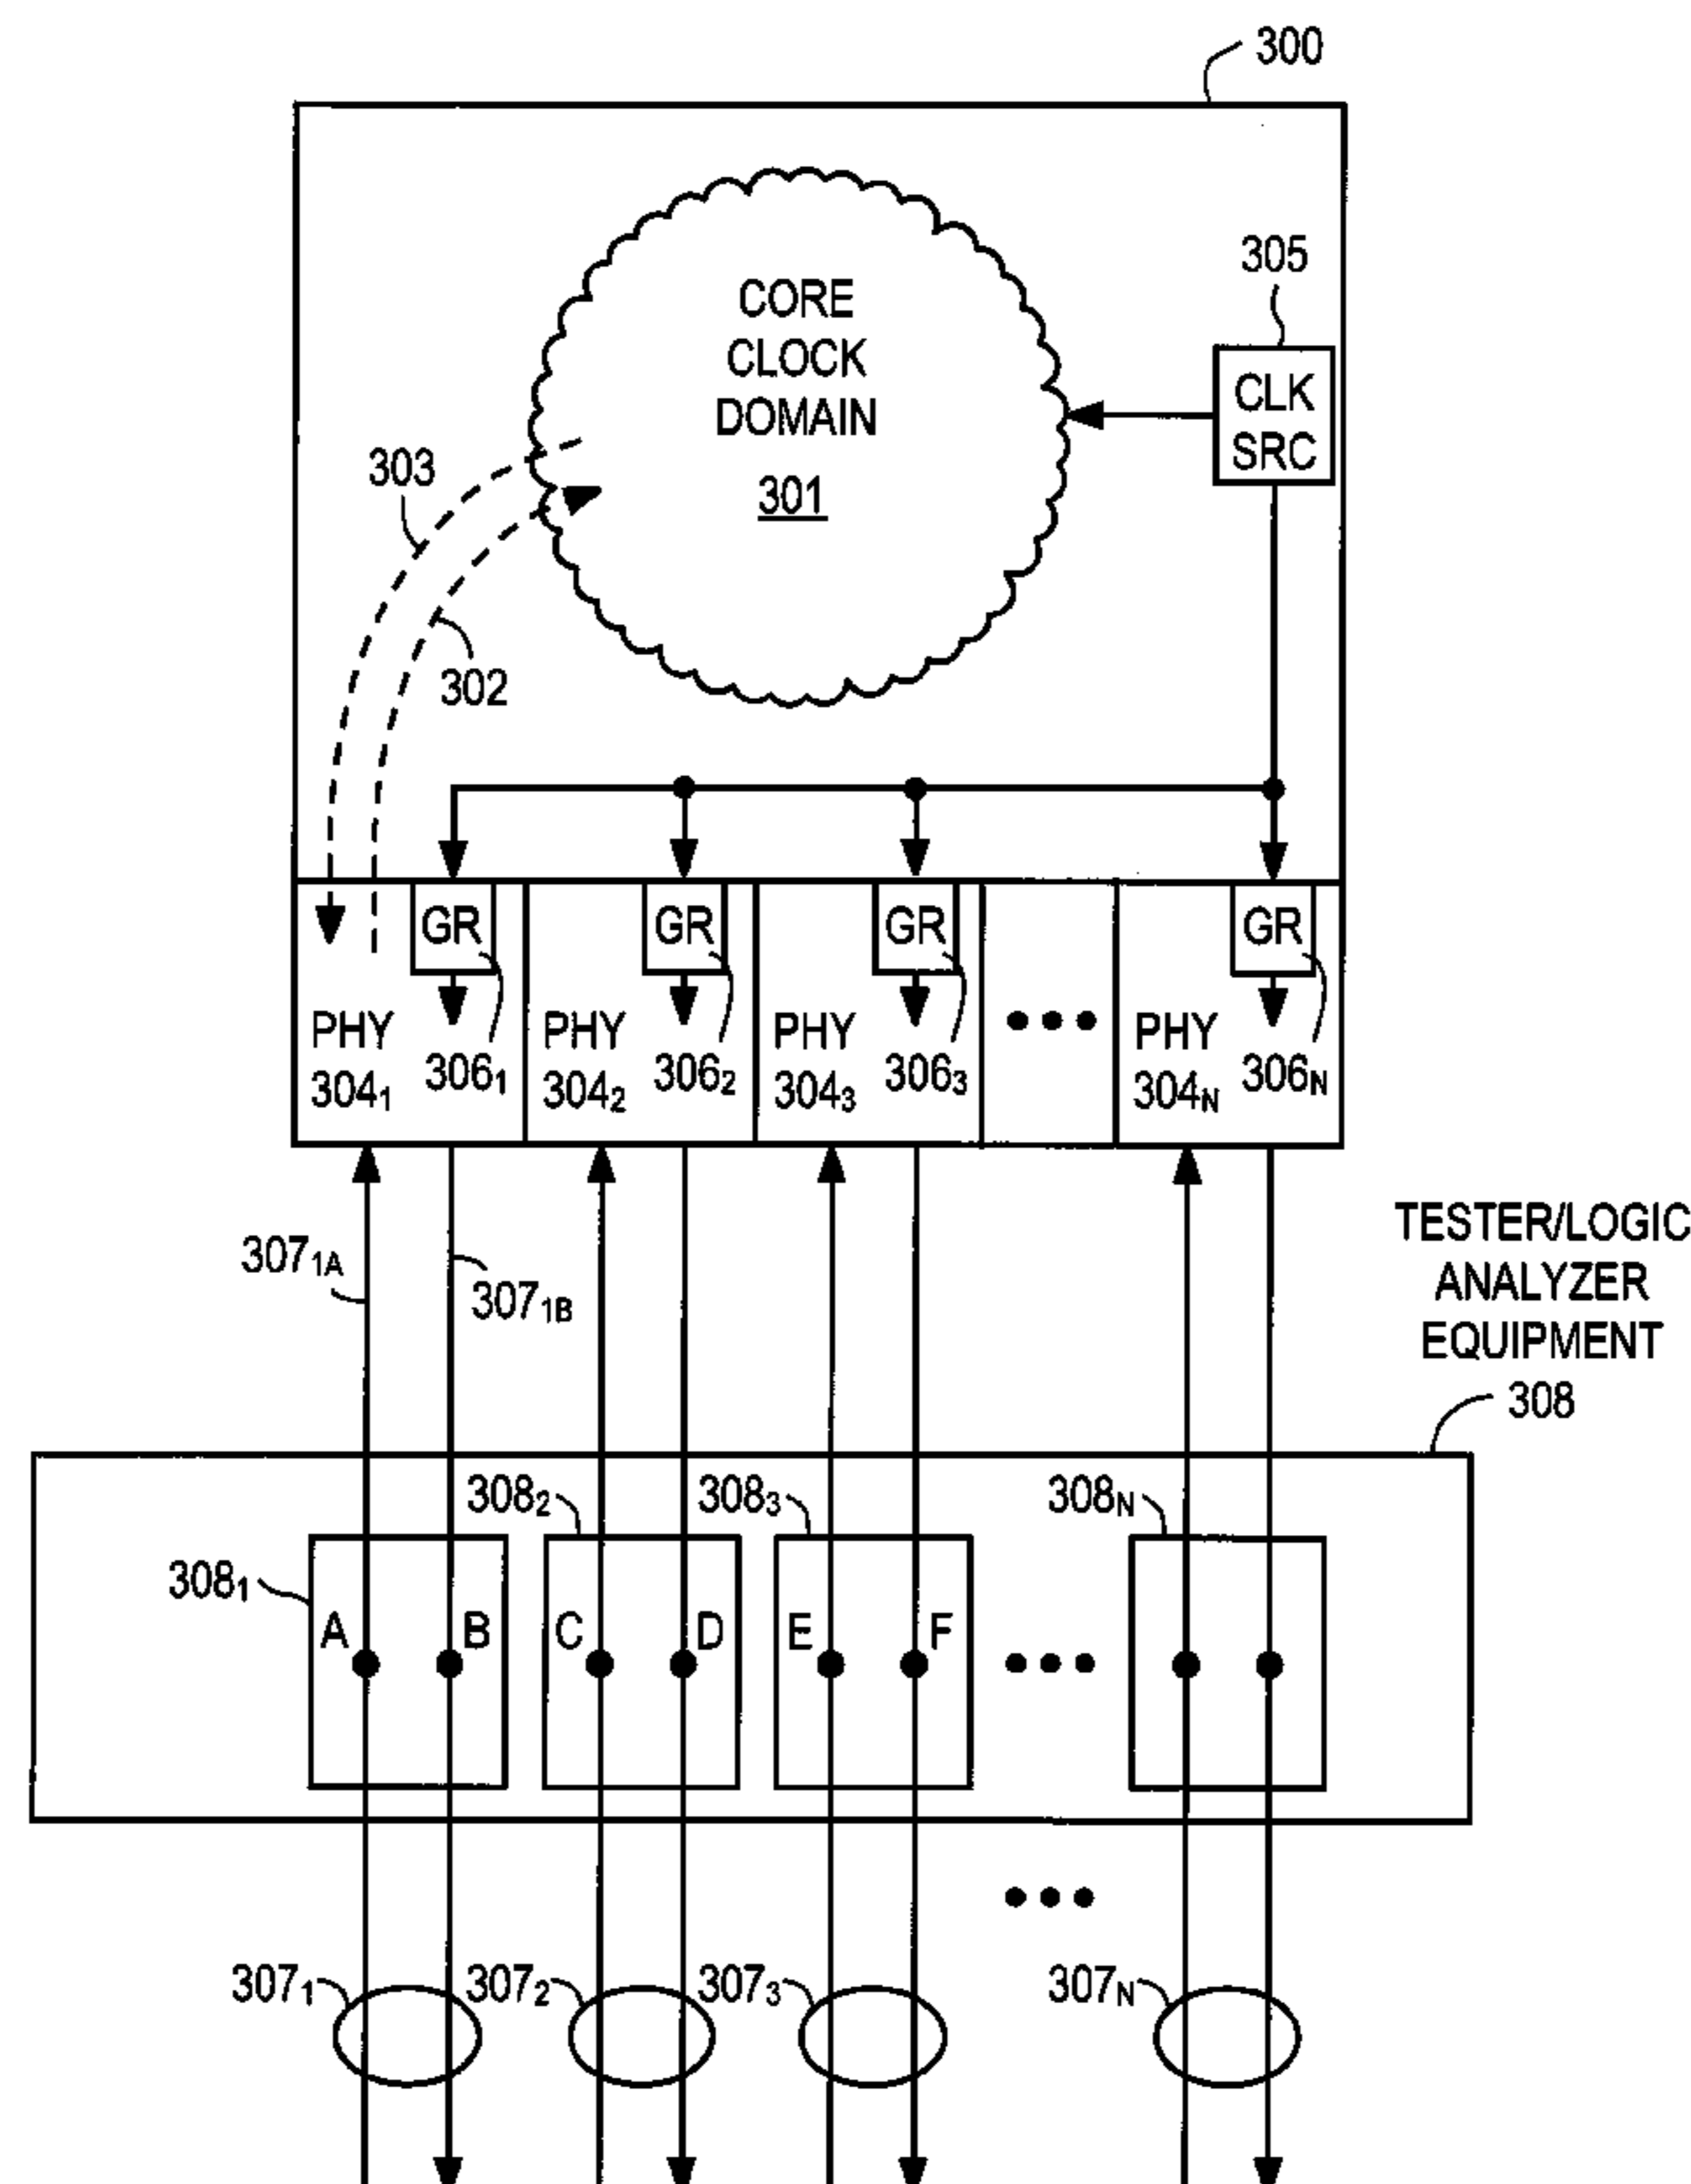 300
CORE
CLOCK
DOMAIN
301
305
CLK
SRC
303
302
GR
GR
GR
GR
PHY
304₁
306₁
PHY
304₂
306₂
PHY
304₃
306₃
PHY
304N
306N
307₁A
307₁B
TESTER/LOGIC
ANALYZER
EQUIPMENT
308
308₁
308₂
308₃
308N
A
B
C
D
E
F
307₁
307₂
307₃
307N